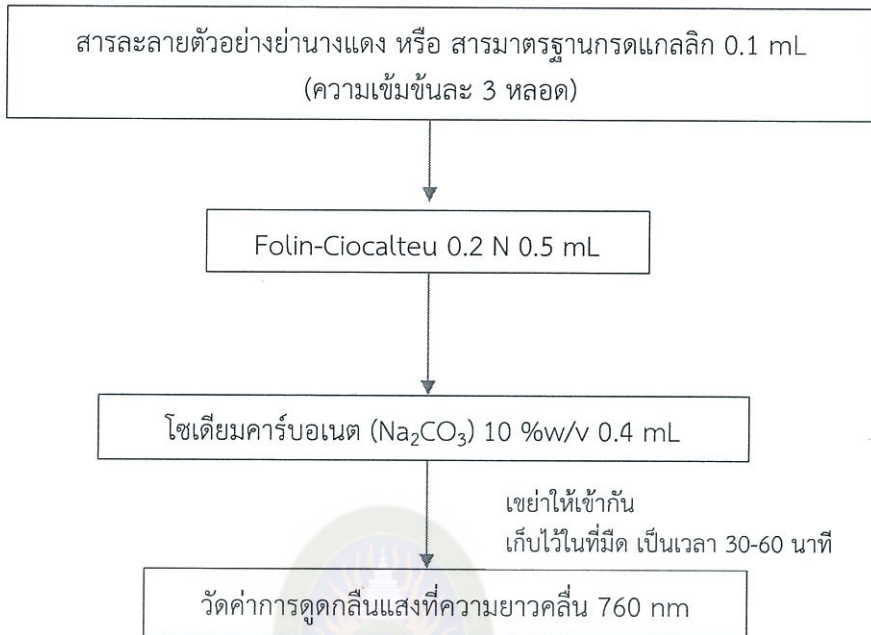 สารละลายตัวอย่างย่านางแดง หรือ สารมาตรฐานกรดแกลลิก 0.1 mL
(ความเข้มข้นละ 3 หลอด)
Folin-Ciocalteu 0.2 N 0.5 mL
โซเดียมคาร์บอเนต (Na₂CO₃) 10 %w/v 0.4 mL
เขย่าให้เข้ากัน
เก็บไว้ในที่มืด เป็นเวลา 30-60 นาที
วัดค่าการดูดกลืนแสงที่ความยาวคลื่น 760 nm